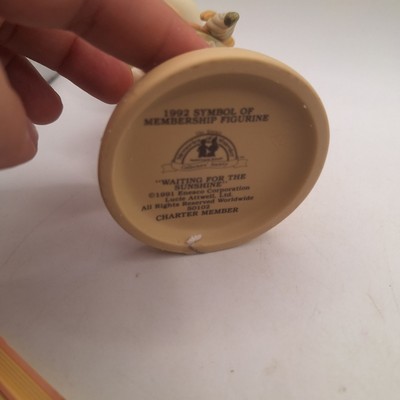 1992 SYMBOL OF
MEMBERSHIP FIGURINE
"WAITING FOR THE
SUNSHINE"
©1991 Enesco Corporation
Lucie Attwell, Ltd.
All Rights Reserved Worldwide
CHARTER MEMBER